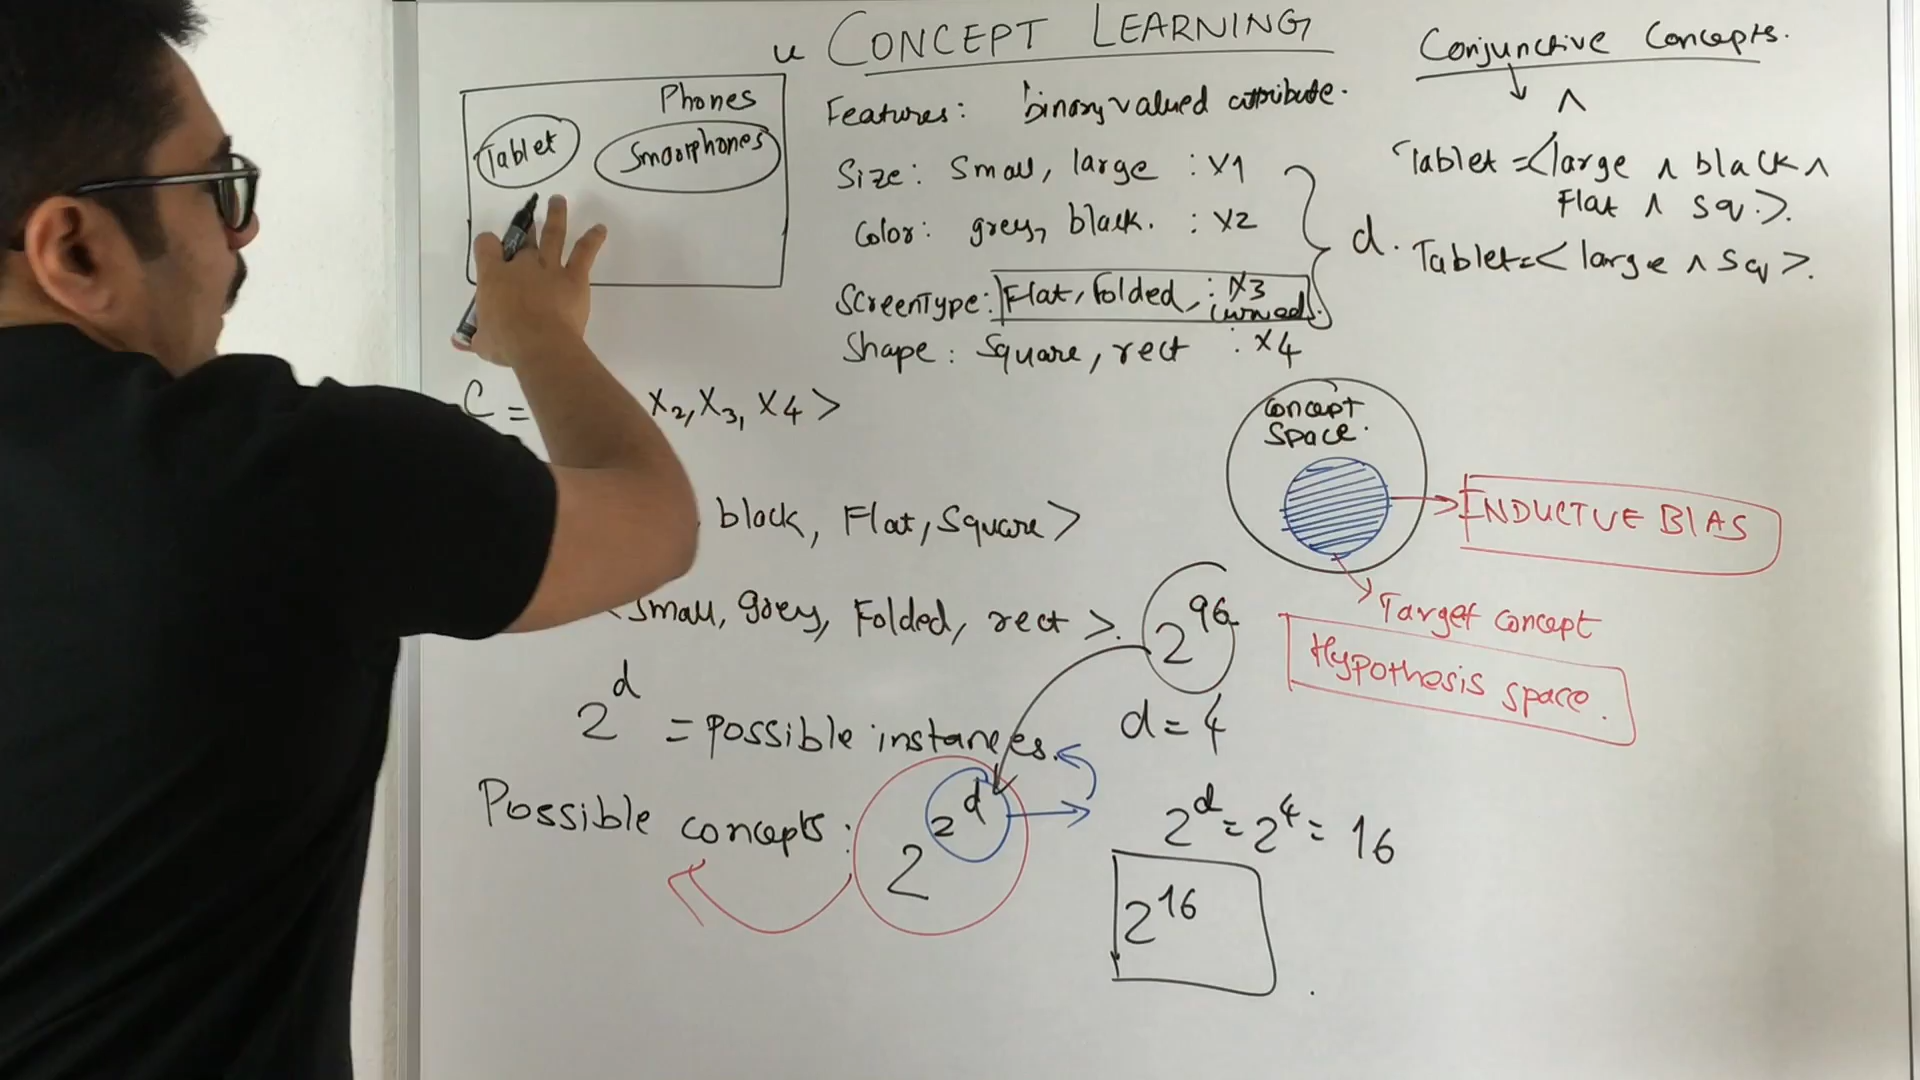 u CONCEPT LEARNING
Phones
Tablet
Smartphones
Features: binary valued attribute.
Size: Small, large : X1
Color: grey, black. : X2
ScreenType: Flat, Folded, : X3
curved.
Shape: Square, rect : X4
d.
Conjunctive Concepts.
∧
Tablet = <large ∧ black ∧
Flat ∧ sq.>.
Tablet = < large ∧ Sq >.
C = X2, X3, X4 >
black, Flat, Square >
<Small, grey, Folded, rect >.
Concept
Space.
INDUCTUE BIAS
Target concept
Hypothesis space.
2^96
2^d = possible instances.
d = 4
Possible concepts: 2^2^d
2^d = 2^4 = 16
2^16